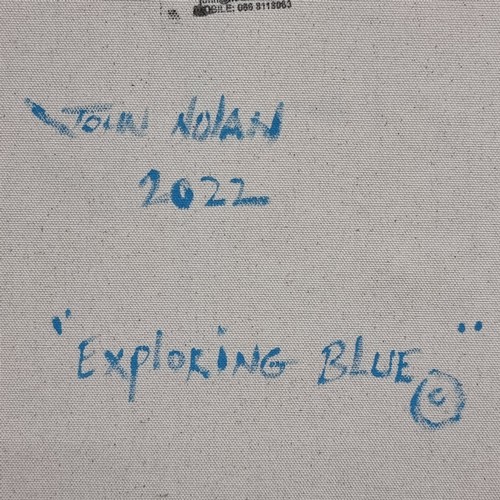 MOBILE: 086 8118063
JOHN NOLAN
2022
"Exploring BLUE"
©